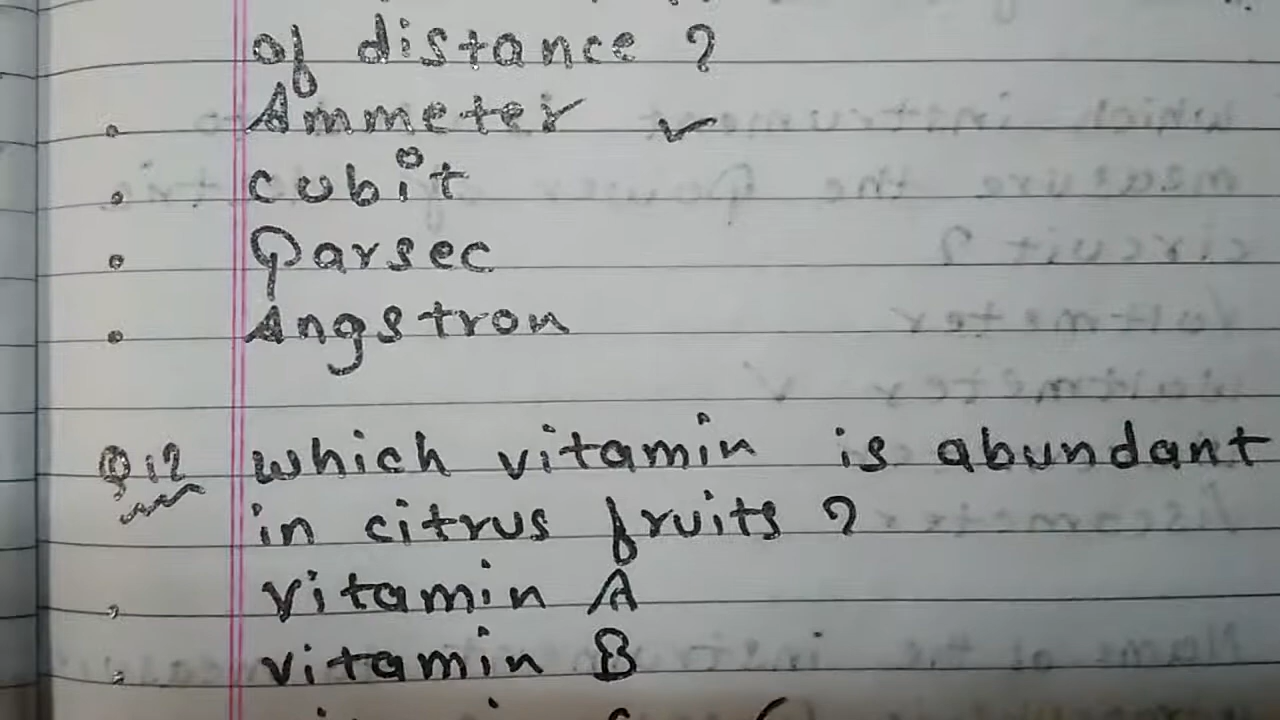 of distance ?
Ammeter ✓
cubit
Parsec
Angstron
Q12 which vitamin is abundant
in citrus fruits ?
vitamin A
vitamin B